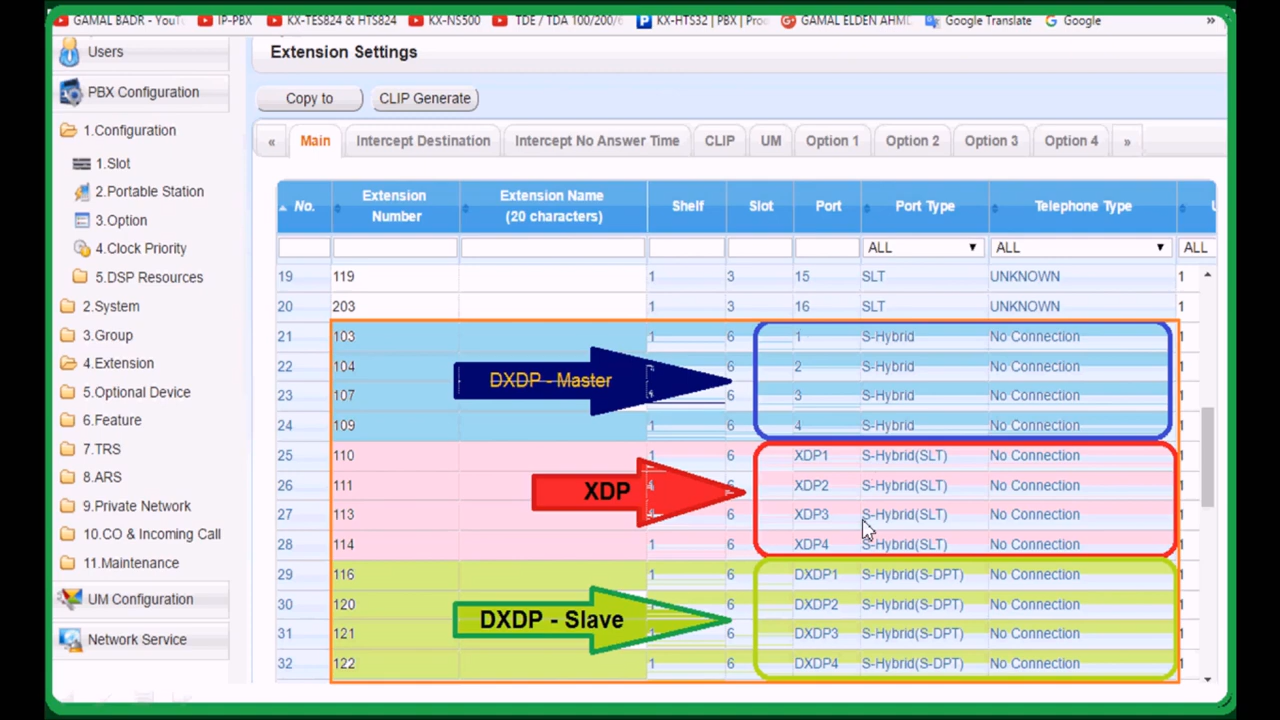 GAMAL BADR - YouTu IP-PBX KX-TES824 & HTS824 KX-NS500 TDE / TDA 100/200/6 KX-HTS32 | PBX | Pro GAMAL ELDEN AHM Google Translate Google »
Users
Extension Settings
PBX Configuration
Copy to CLIP Generate
1.Configuration
« Main Intercept Destination Intercept No Answer Time CLIP UM Option 1 Option 2 Option 3 Option 4 »
1.Slot
2.Portable Station
3.Option
4.Clock Priority
5.DSP Resources
2.System
3.Group
4.Extension
5.Optional Device
6.Feature
7.TRS
8.ARS
9.Private Network
10.CO & Incoming Call
11.Maintenance
UM Configuration
Network Service
No. Extension Number Extension Name (20 characters) Shelf Slot Port Port Type Telephone Type
ALL ALL ALL
19 119 1 3 15 SLT UNKNOWN 1
20 203 1 3 16 SLT UNKNOWN 1
21 103 1 6 1 S-Hybrid No Connection 1
22 104 6 2 S-Hybrid No Connection 1
DXDP - Master
23 107 6 3 S-Hybrid No Connection 1
24 109 1 6 4 S-Hybrid No Connection 1
25 110 1 6 XDP1 S-Hybrid(SLT) No Connection 1
26 111 XDP2 S-Hybrid(SLT) No Connection 1
XDP
27 113 6 XDP3 S-Hybrid(SLT) No Connection 1
28 114 1 6 XDP4 S-Hybrid(SLT) No Connection 1
29 116 1 6 DXDP1 S-Hybrid(S-DPT) No Connection 1
30 120 6 DXDP2 S-Hybrid(S-DPT) No Connection 1
DXDP - Slave
31 121 1 6 DXDP3 S-Hybrid(S-DPT) No Connection 1
32 122 1 6 DXDP4 S-Hybrid(S-DPT) No Connection 1